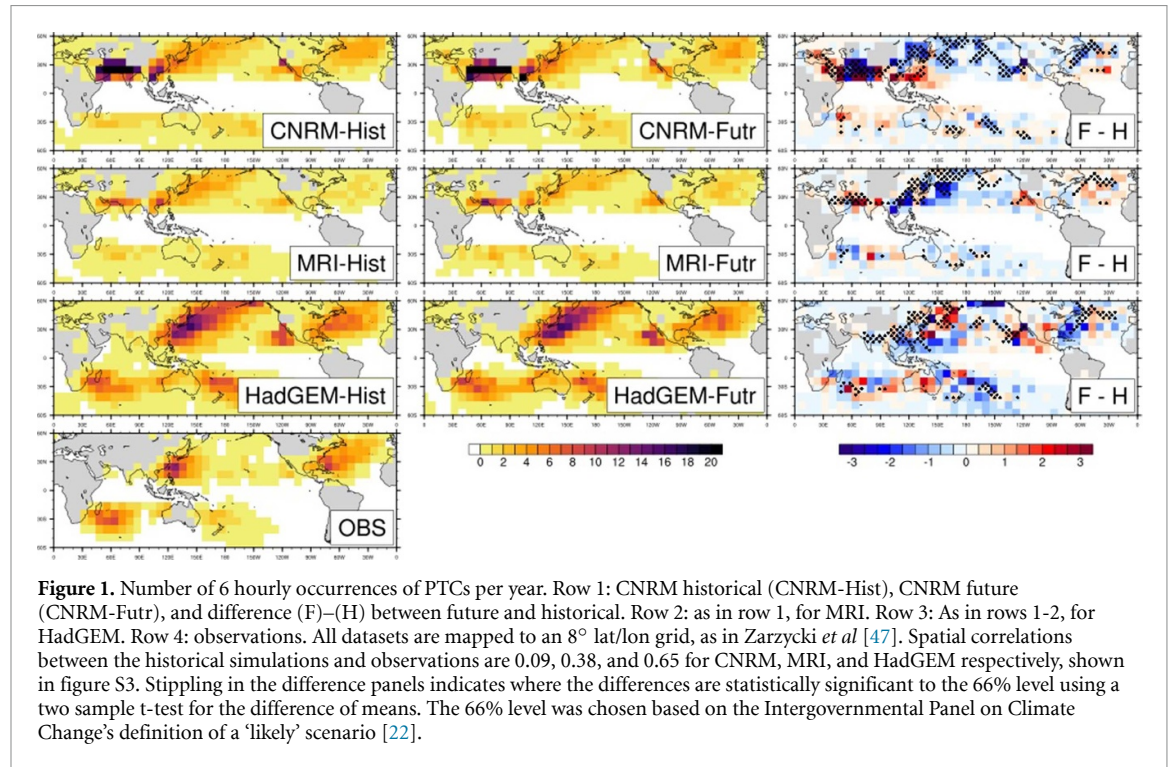 CNRM-Hist
CNRM-Futr
F - H
MRI-Hist
MRI-Futr
F - H
HadGEM-Hist
HadGEM-Futr
F - H
0 2 4 6 8 10 12 14 16 18 20
-3 -2 -1 0 1 2 3
OBS
Figure 1. Number of 6 hourly occurrences of PTCs per year. Row 1: CNRM historical (CNRM-Hist), CNRM future
(CNRM-Futr), and difference (F)–(H) between future and historical. Row 2: as in row 1, for MRI. Row 3: As in rows 1-2, for
HadGEM. Row 4: observations. All datasets are mapped to an 8° lat/lon grid, as in Zarzycki et al [47]. Spatial correlations
between the historical simulations and observations are 0.09, 0.38, and 0.65 for CNRM, MRI, and HadGEM respectively, shown
in figure S3. Stippling in the difference panels indicates where the differences are statistically significant to the 66% level using a
two sample t-test for the difference of means. The 66% level was chosen based on the Intergovernmental Panel on Climate
Change's definition of a 'likely' scenario [22].